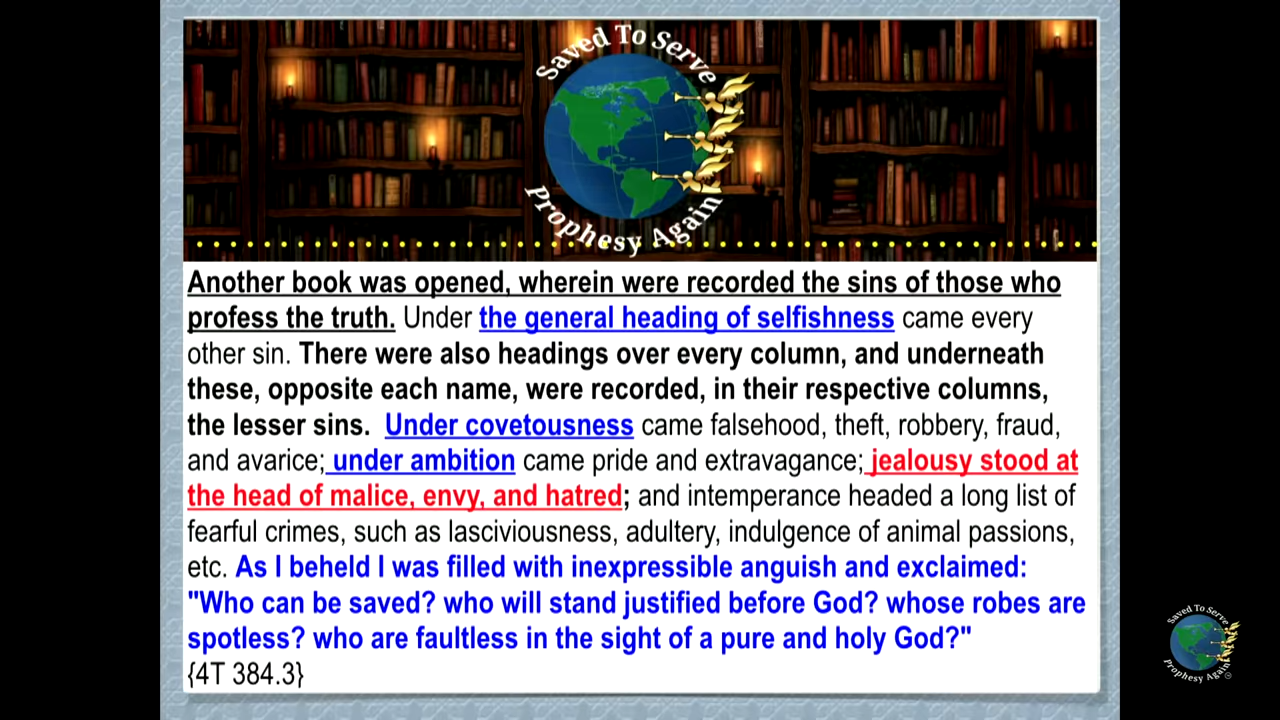 Saved To Serve
Prophesy Again
Another book was opened, wherein were recorded the sins of those who
profess the truth. Under the general heading of selfishness came every
other sin. There were also headings over every column, and underneath
these, opposite each name, were recorded, in their respective columns,
the lesser sins. Under covetousness came falsehood, theft, robbery, fraud,
and avarice; under ambition came pride and extravagance; jealousy stood at
the head of malice, envy, and hatred; and intemperance headed a long list of
fearful crimes, such as lasciviousness, adultery, indulgence of animal passions,
etc. As I beheld I was filled with inexpressible anguish and exclaimed:
"Who can be saved? who will stand justified before God? whose robes are
spotless? who are faultless in the sight of a pure and holy God?"
{4T 384.3}
Saved To Serve
Prophesy Again